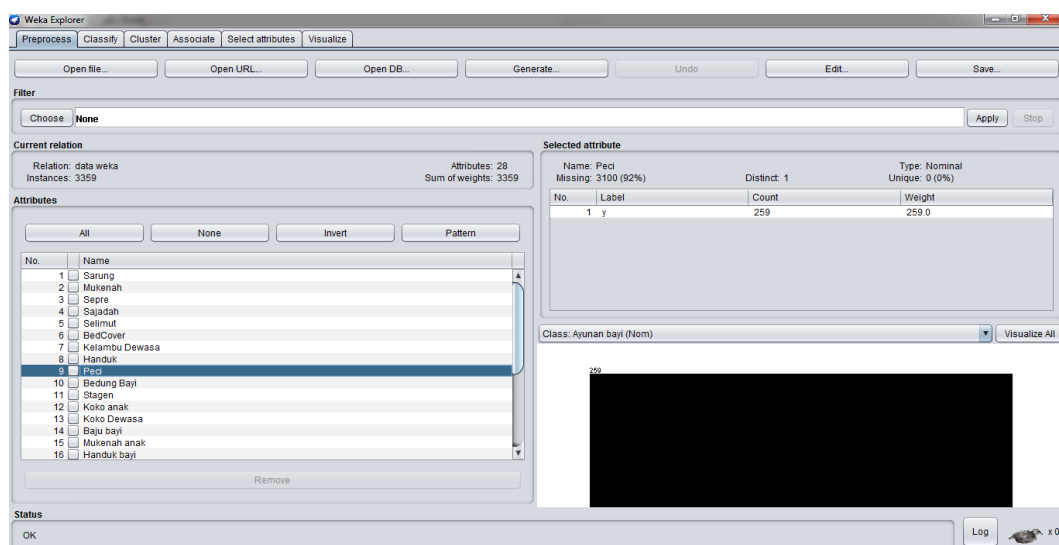 Weka Explorer
Preprocess Classify Cluster Associate Select attributes Visualize
Open file... Open URL... Open DB... Generate... Undo Edit... Save...
Filter
Choose None Apply Stop
Current relation
Relation: data weka Attributes: 28
Instances: 3359 Sum of weights: 3359
Attributes
All None Invert Pattern
No. Name
1 Sarung
2 Mukenah
3 Sepre
4 Sajadah
5 Selimut
6 BedCover
7 Kelambu Dewasa
8 Handuk
9 Peci
10 Bedung Bayi
11 Stagen
12 Koko anak
13 Koko Dewasa
14 Baju bayi
15 Mukenah anak
16 Handuk bayi
Remove
Selected attribute
Name: Peci Type: Nominal
Missing: 3100 (92%) Distinct: 1 Unique: 0 (0%)
No. Label Count Weight
1 y 259 259.0
Class: Ayunan bayi (Nom) Visualize All
259
Status
OK Log x 0